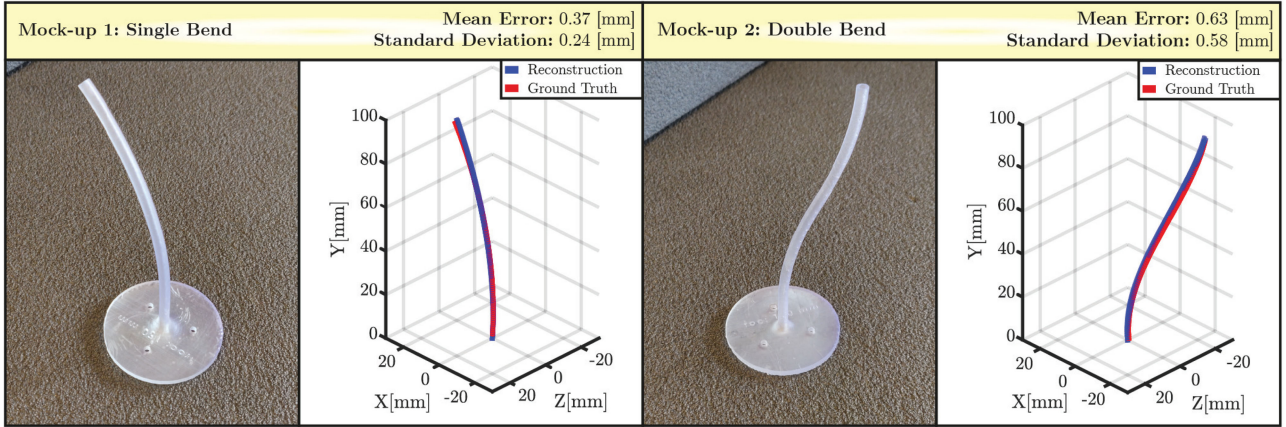 Mock-up 1: Single Bend
Mean Error: 0.37 [mm]
Standard Deviation: 0.24 [mm]
Mock-up 2: Double Bend
Mean Error: 0.63 [mm]
Standard Deviation: 0.58 [mm]
Reconstruction
Ground Truth
100
80
60
40
20
0
Y[mm]
20
0
-20
X[mm]
20
0
-20
Z[mm]
Reconstruction
Ground Truth
100
80
60
40
20
0
Y[mm]
20
0
-20
X[mm]
20
0
-20
Z[mm]